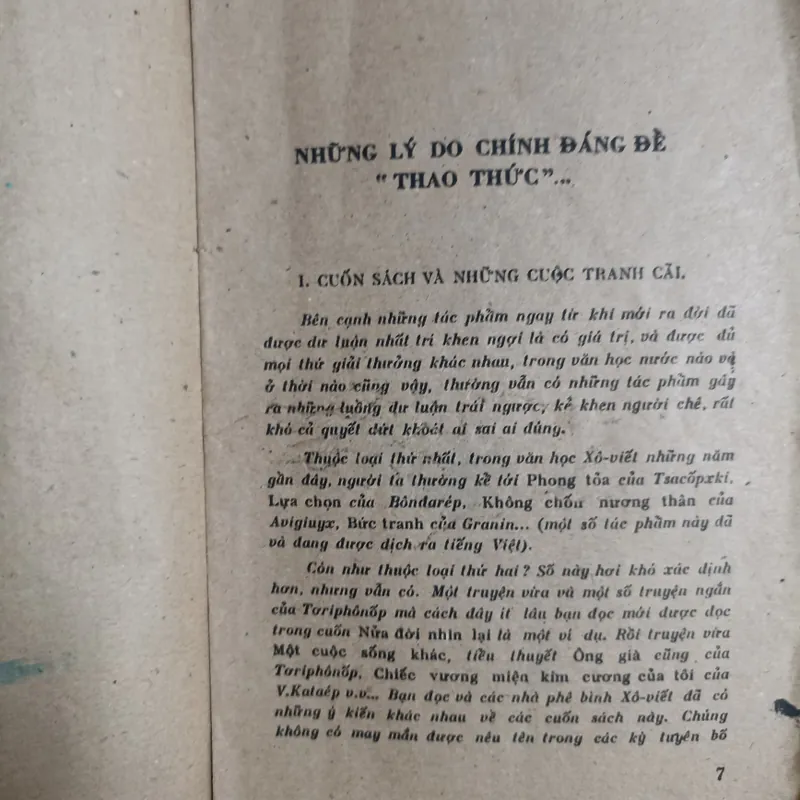 NHỮNG LÝ DO CHÍNH ĐÁNG ĐỀ
“ THAO THỨC”...
1. CUỐN SÁCH VÀ NHỮNG CUỘC TRANH CÃI.
Bên cạnh những tác phẩm ngay từ khi mới ra đời đã
được dư luận nhất trí khen ngợi là có giá trị, và được đủ
mọi thứ giải thưởng khác nhau, trong văn học nước nào và
ở thời nào cũng vậy, thường vẫn có những tác phẩm gây
ra những luồng dư luận trái ngược, kẻ khen người chê, rất
khó cả quyết dứt khoát ai sai ai đúng.
Thuộc loại thứ nhất, trong văn học Xô-viết những năm
gần đây, người ta thường kể tới Phong tỏa của Tsacốpxki,
Lựa chọn của Bônđarép, Không chốn nương thân của
Avigiuyx, Bức tranh của Granin... (một số tác phẩm này đã
và đang được dịch ra tiếng Việt).
Còn như thuộc loại thứ hai ? Số này hơi khó xác định
hơn, nhưng vẫn có. Một truyện vừa và một số truyện ngắn
của Tơriphônốp mà cách đây ít lâu bạn đọc mới được đọc
trong cuốn Nửa đời nhìn lại là một ví dụ. Rồi truyện vừa
Một cuộc sống khác, tiểu thuyết Ông già cũng của
Tơriphônốp, Chiếc vương miện kim cương của tôi của
V.Kataép v.v... Bạn đọc và các nhà phê bình Xô-viết đã có
những ý kiến khác nhau về các cuốn sách này. Chúng
không có may mắn được nêu tên trong các kỳ tuyên bố
7